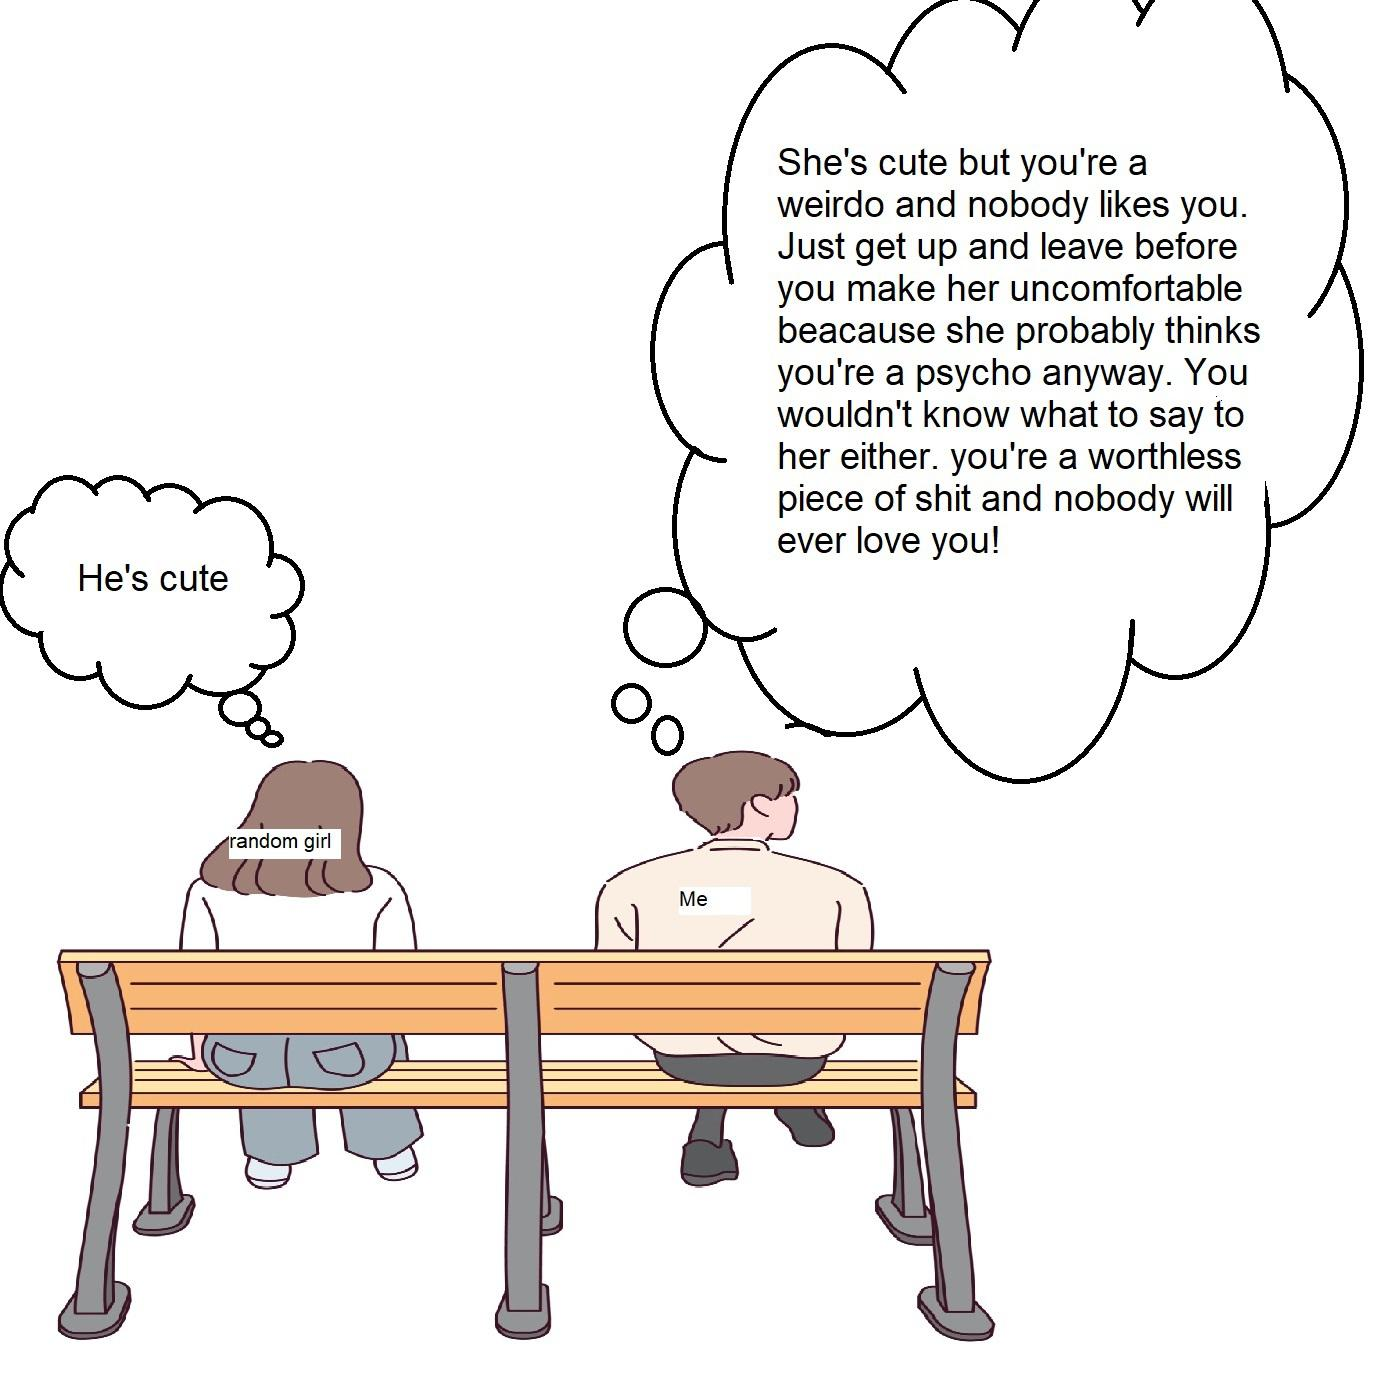 She's cute but you're a
weirdo and nobody likes you.
Just get up and leave before
you make her uncomfortable
beacause she probably thinks
you're a psycho anyway. You
wouldn't know what to say to
her either. you're a worthless
piece of shit and nobody will
ever love you!
He's cute
random girl
Me